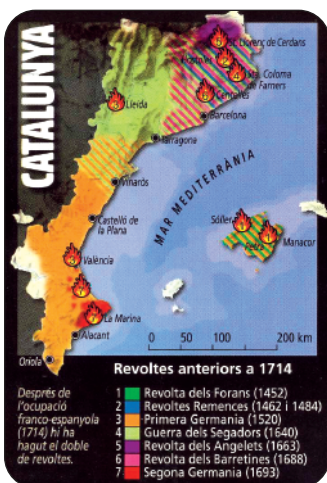 CATALUNYA
St. Llorenç de Cerdans
Hostoles
Sta. Coloma
de Farners
Centelles
Lleida
Barcelona
Tarragona
MAR MEDITERRÀNIA
Vinaròs
Castelló de
la Plana
Sóller
Petra
Manacor
València
La Marina
Alacant
Oriola
0 100 200 km
Revoltes anteriors a 1714
Després de
l'ocupació
franco-espanyola
(1714) hi ha
hagut el doble
de revoltes.
1 Revolta dels Forans (1452)
2 Revoltes Remences (1462 i 1484)
3 Primera Germania (1520)
4 Guerra dels Segadors (1640)
5 Revolta dels Angelets (1663)
6 Revolta dels Barretines (1688)
7 Segona Germania (1693)